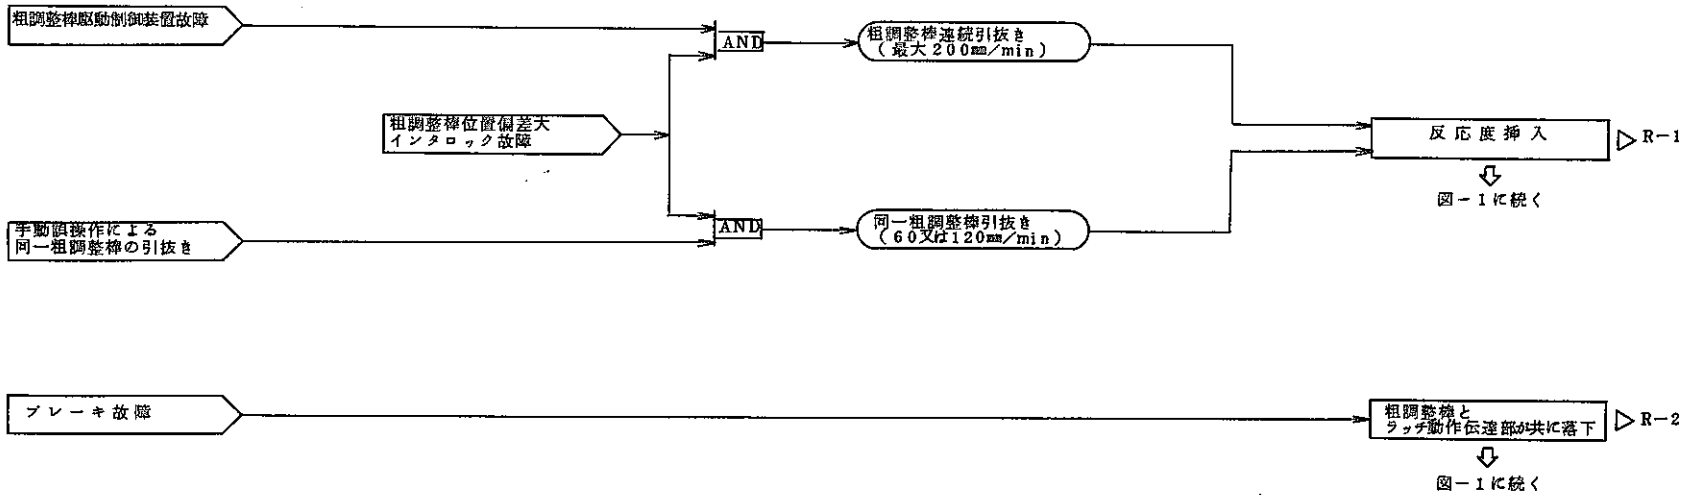 粗調整棒駆動制御装置故障
AND
粗調整棒連続引抜き
(最大200㎜/min)
粗調整棒位置偏差大
インタロック故障
反応度挿入
R-1
図-1に続く
手動誤操作による
同一粗調整棒の引抜き
AND
同一粗調整棒引抜き
(60又は120㎜/min)
ブレーキ故障
粗調整棒と
ラッチ動作伝達部が共に落下
R-2
図-1に続く